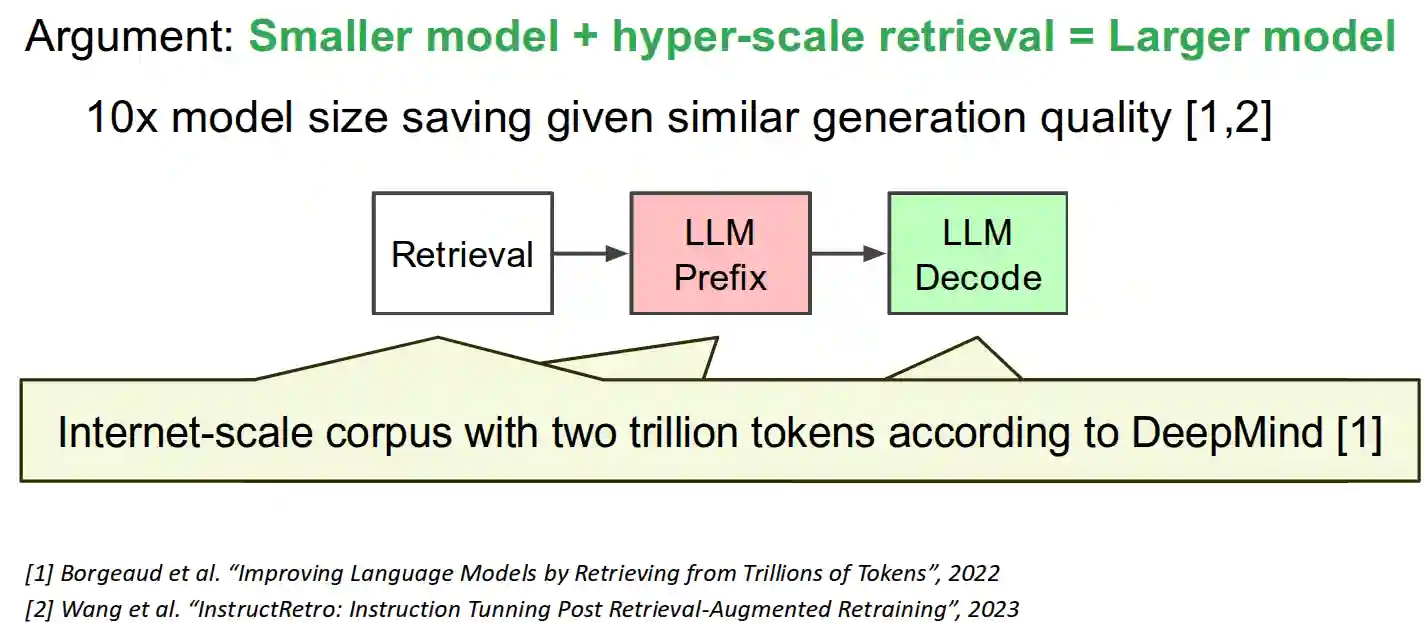 Argument: Smaller model + hyper-scale retrieval = Larger model
10x model size saving given similar generation quality [1,2]
Retrieval
LLM
Prefix
LLM
Decode
Internet-scale corpus with two trillion tokens according to DeepMind [1]
[1] Borgeaud et al. “Improving Language Models by Retrieving from Trillions of Tokens”, 2022
[2] Wang et al. “InstructRetro: Instruction Tunning Post Retrieval-Augmented Retraining”, 2023